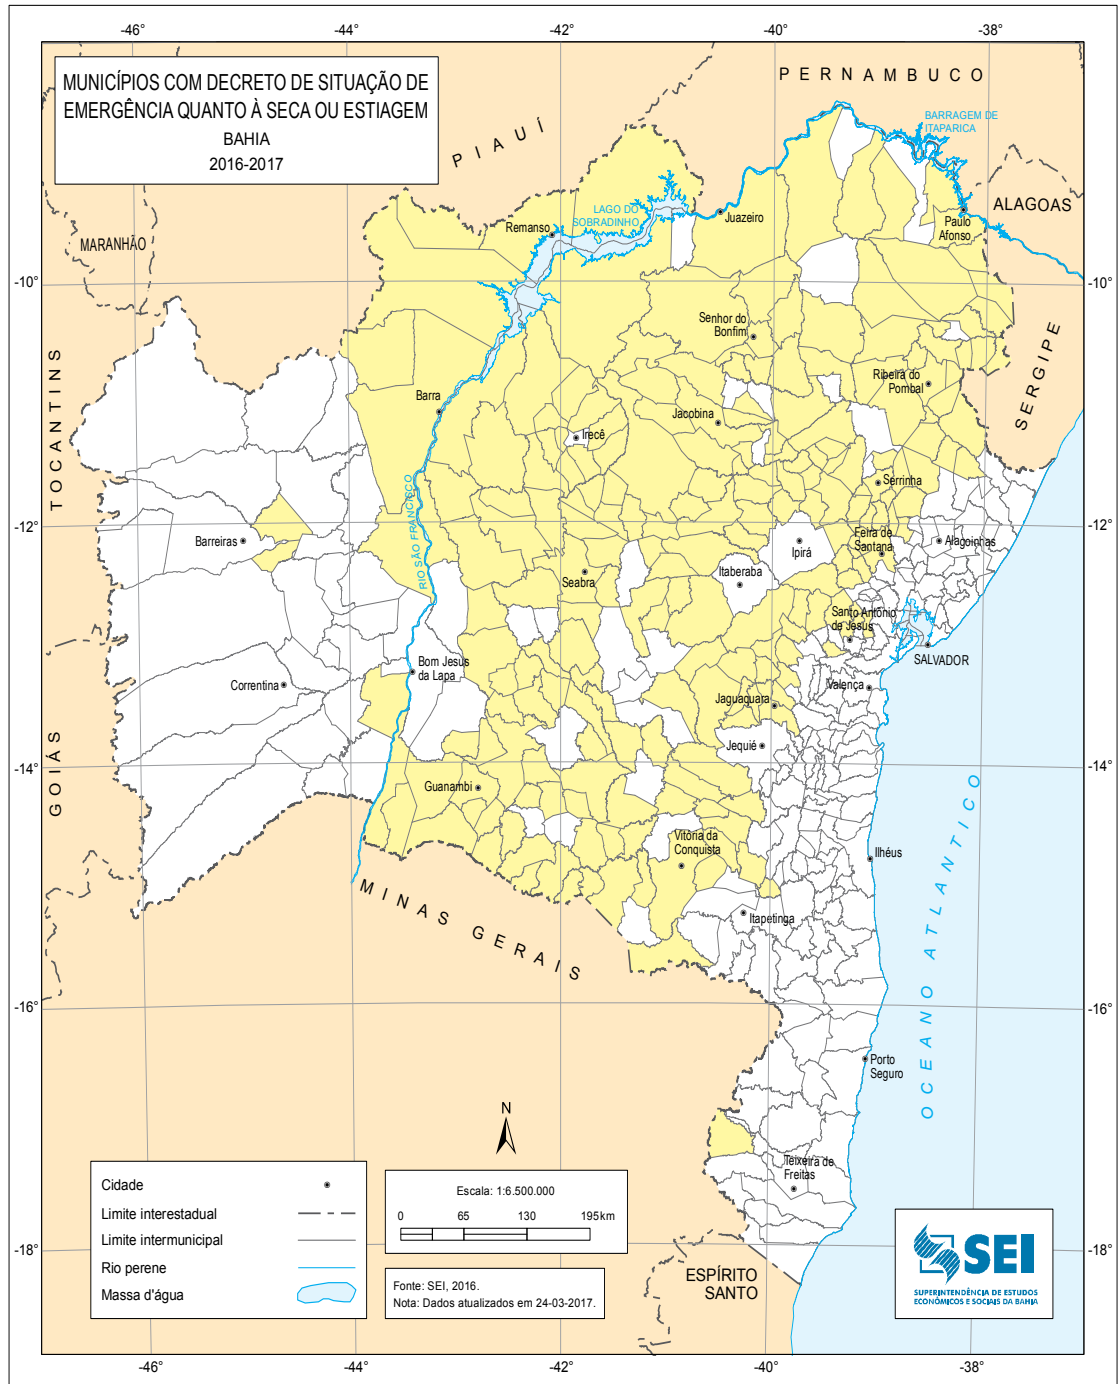 -46°
-44°
-42°
-40°
-38°
MUNICÍPIOS COM DECRETO DE SITUAÇÃO DE
EMERGÊNCIA QUANTO À SECA OU ESTIAGEM
BAHIA
2016-2017
PERNAMBUCO
PIAUÍ
BARRAGEM DE
ITAPARICA
MARANHÃO
LAGO DO
SOBRADINHO
Remanso
Juazeiro
Paulo
Afonso
ALAGOAS
-10°
-10°
Senhor do
Bonfim
SERGIPE
TOCANTINS
Barra
Ribeira do
Pombal
Jacobina
Irecê
Serrinha
RIO SÃO FRANCISCO
-12°
-12°
Barreiras
Ipirá
Feira de
Santana
Alagoinhas
Seabra
Itaberaba
Santo Antônio
de Jesus
SALVADOR
Bom Jesus
da Lapa
Correntina
Valença
Jaguaquara
GOIÁS
Jequié
-14°
-14°
Guanambi
Vitória da
Conquista
Ilhéus
OCEANO ATLANTICO
MINAS GERAIS
Itapetinga
-16°
-16°
Porto
Seguro
N
Teixeira de
Freitas
Cidade
Limite interestadual
Limite intermunicipal
Rio perene
Massa d'água
Escala: 1:6.500.000
0 65 130 195km
Fonte: SEI, 2016.
Nota: Dados atualizados em 24-03-2017.
-18°
-18°
ESPÍRITO
SANTO
SEI
SUPERINTENDÊNCIA DE ESTUDOS
ECONÔMICOS E SOCIAIS DA BAHIA
-46°
-44°
-42°
-40°
-38°